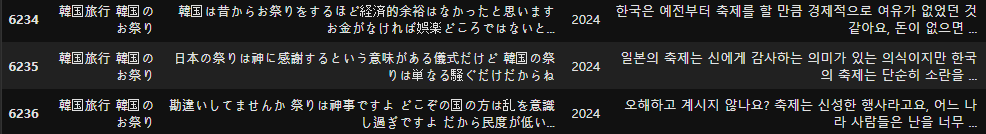 6234 韓国旅行 韓国の 韓国は昔からお祭りをするほど経済的余裕はなかったと思います 2024 한국은 예전부터 축제를 할 만큼 경제적으로 여유가 없었던 것
お祭り お金がなければ娯楽どころではないと... 같아요, 돈이 없으면 ...
6235 韓国旅行 韓国の 日本の祭りは神に感謝するという意味がある儀式だけど 韓国の祭 2024 일본의 축제는 신에게 감사하는 의미가 있는 의식이지만 한국
お祭り りは単なる騒ぐだけだからね 의 축제는 단순히 소란을 ...
6236 韓国旅行 韓国の 勘違いしてませんか 祭りは神事ですよ どこぞの国の方は乱を意識 2024 오해하고 계시지 않나요? 축제는 신성한 행사라고요, 어느 나
お祭り し過ぎですよ だから民度が低い... 라 사람들은 난을 너무 ...